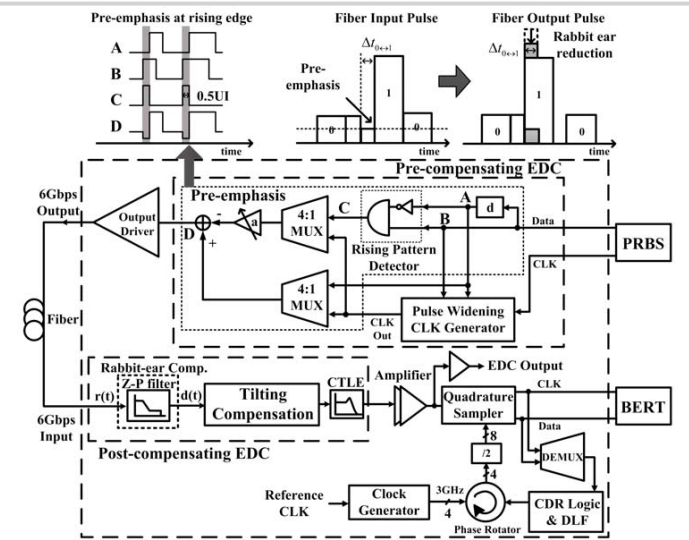 Pre-emphasis at rising edge
Fiber Input Pulse
Fiber Output Pulse
A
B
C
D
0.5UI
time
Δt0↔1
Pre-
emphasis
0
1
0
time
Δt0↔1
Rabbit ear
reduction
0
1
0
time
Pre-compensating EDC
6Gbps
Output
Output
Driver
Pre-emphasis
D
-
+
a
4:1
MUX
C
Rising Pattern
Detector
A
B
d
Data
PRBS
CLK
4:1
MUX
CLK
Out
Pulse Widening
CLK Generator
Fiber
6Gbps
Input
Rabbit-ear Comp.
Z-P filter
r(t)
d(t)
Tilting
Compensation
CTLE
Post-compensating EDC
Amplifier
EDC Output
Quadrature
Sampler
CLK
Data
BERT
8
/2
4
DEMUX
Reference
CLK
Clock
Generator
3GHz
4
Phase Rotator
CDR Logic
& DLF